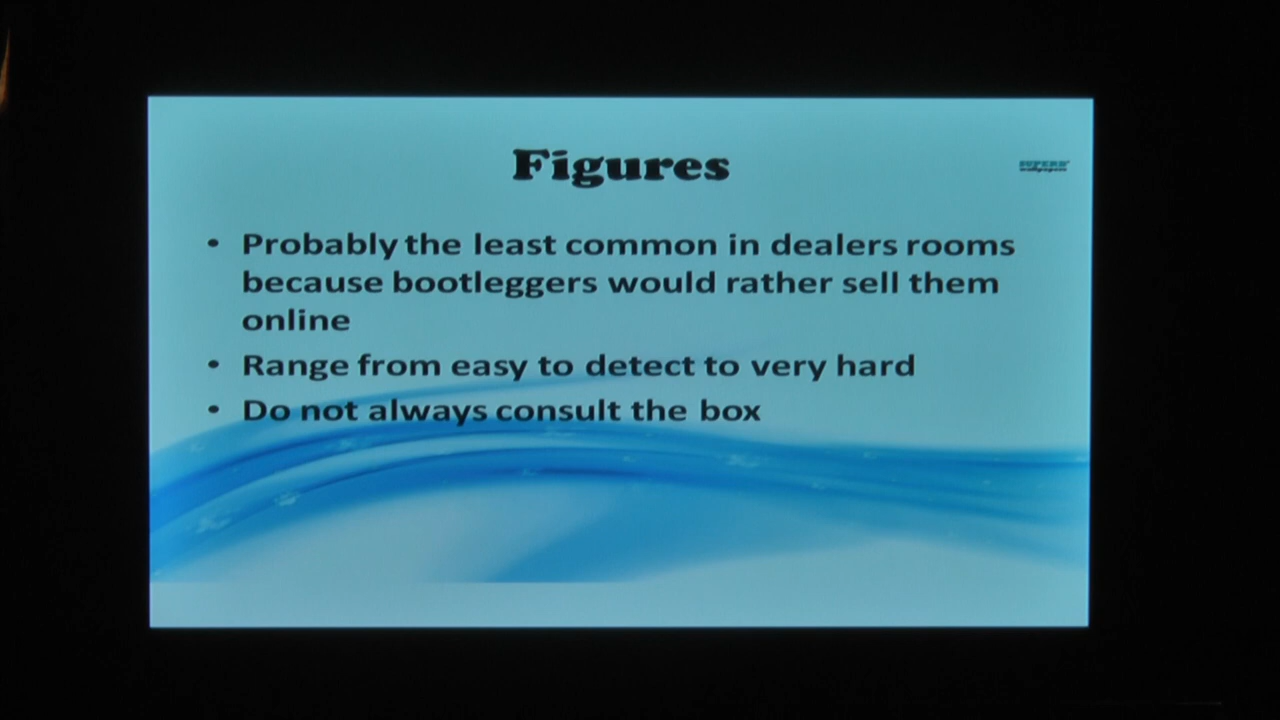 Figures
• Probably the least common in dealers rooms
because bootleggers would rather sell them
online
• Range from easy to detect to very hard
• Do not always consult the box